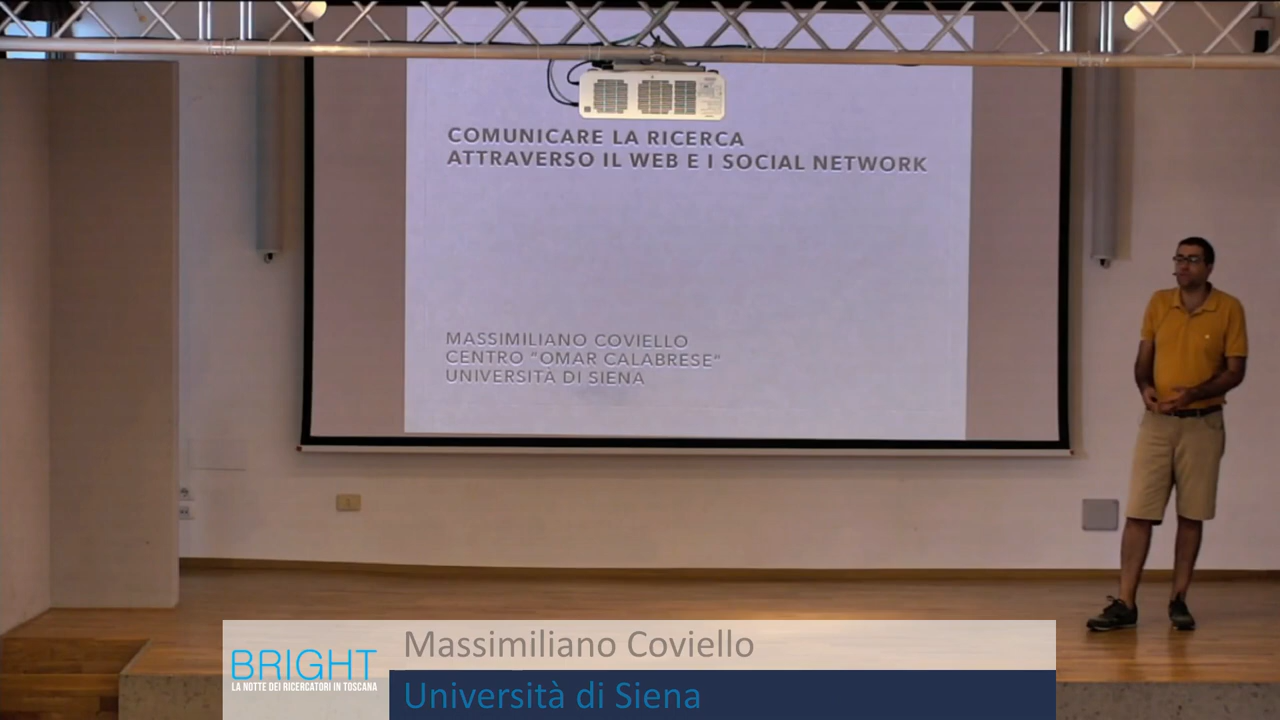 COMUNICARE LA RICERCA
ATTRAVERSO IL WEB E I SOCIAL NETWORK
MASSIMILIANO COVIELLO
CENTRO "OMAR CALABRESE"
UNIVERSITÀ DI SIENA
Massimiliano Coviello
BRIGHT
LA NOTTE DEI RICERCATORI IN TOSCANA
Università di Siena